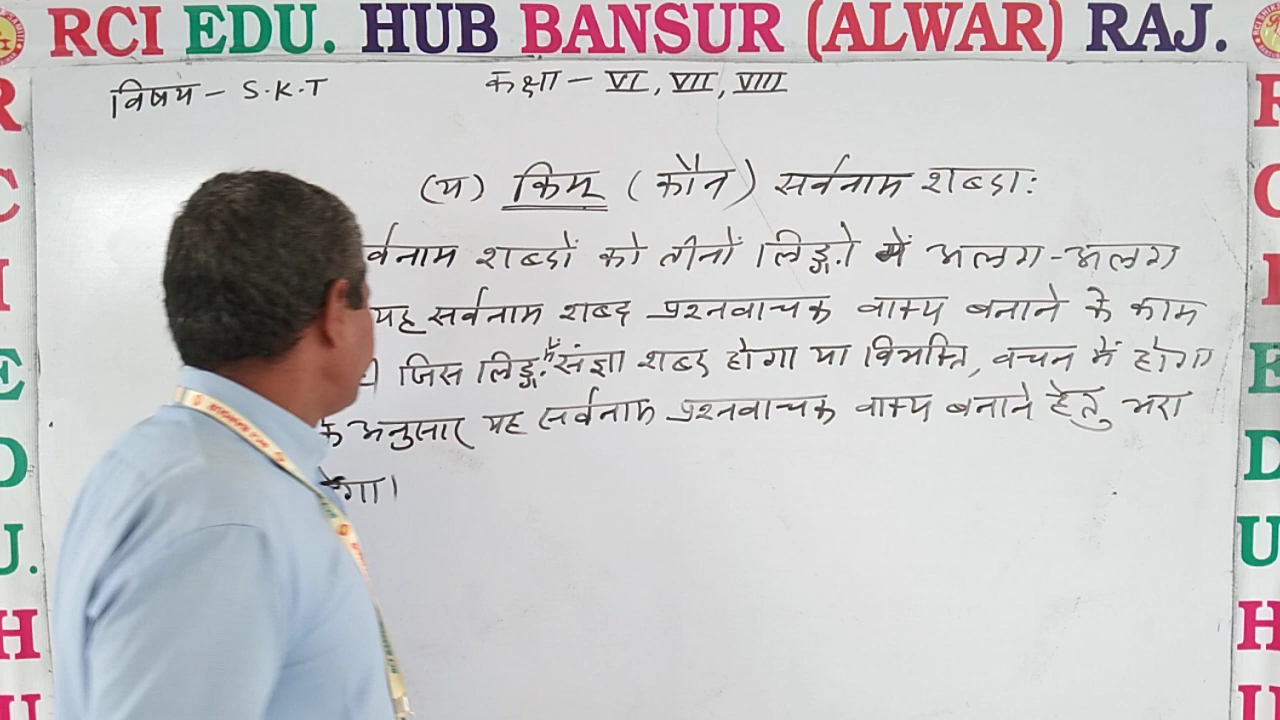 RCI EDU. HUB BANSUR (ALWAR) RAJ.
विषय - S.K.T
कक्षा - VI, VII, VIII
(य) किम् (कौन) सर्वनाम शब्दाः
र्वनाम शब्दों को तीनों लिङ्गो में अलग-अलग
यह सर्वनाम शब्द प्रश्नवाचक वाक्य बनाने के काम
जिस लिङ्ग में संज्ञा शब्द होगा या विभक्ति, वचन में होगा
के अनुसार यह सर्वनाम प्रश्नवाचक वाक्य बनाने हेतु भरा
गा।
R
C
I
E
D
U.
H
U
R
C
I
E
D
U
H
U